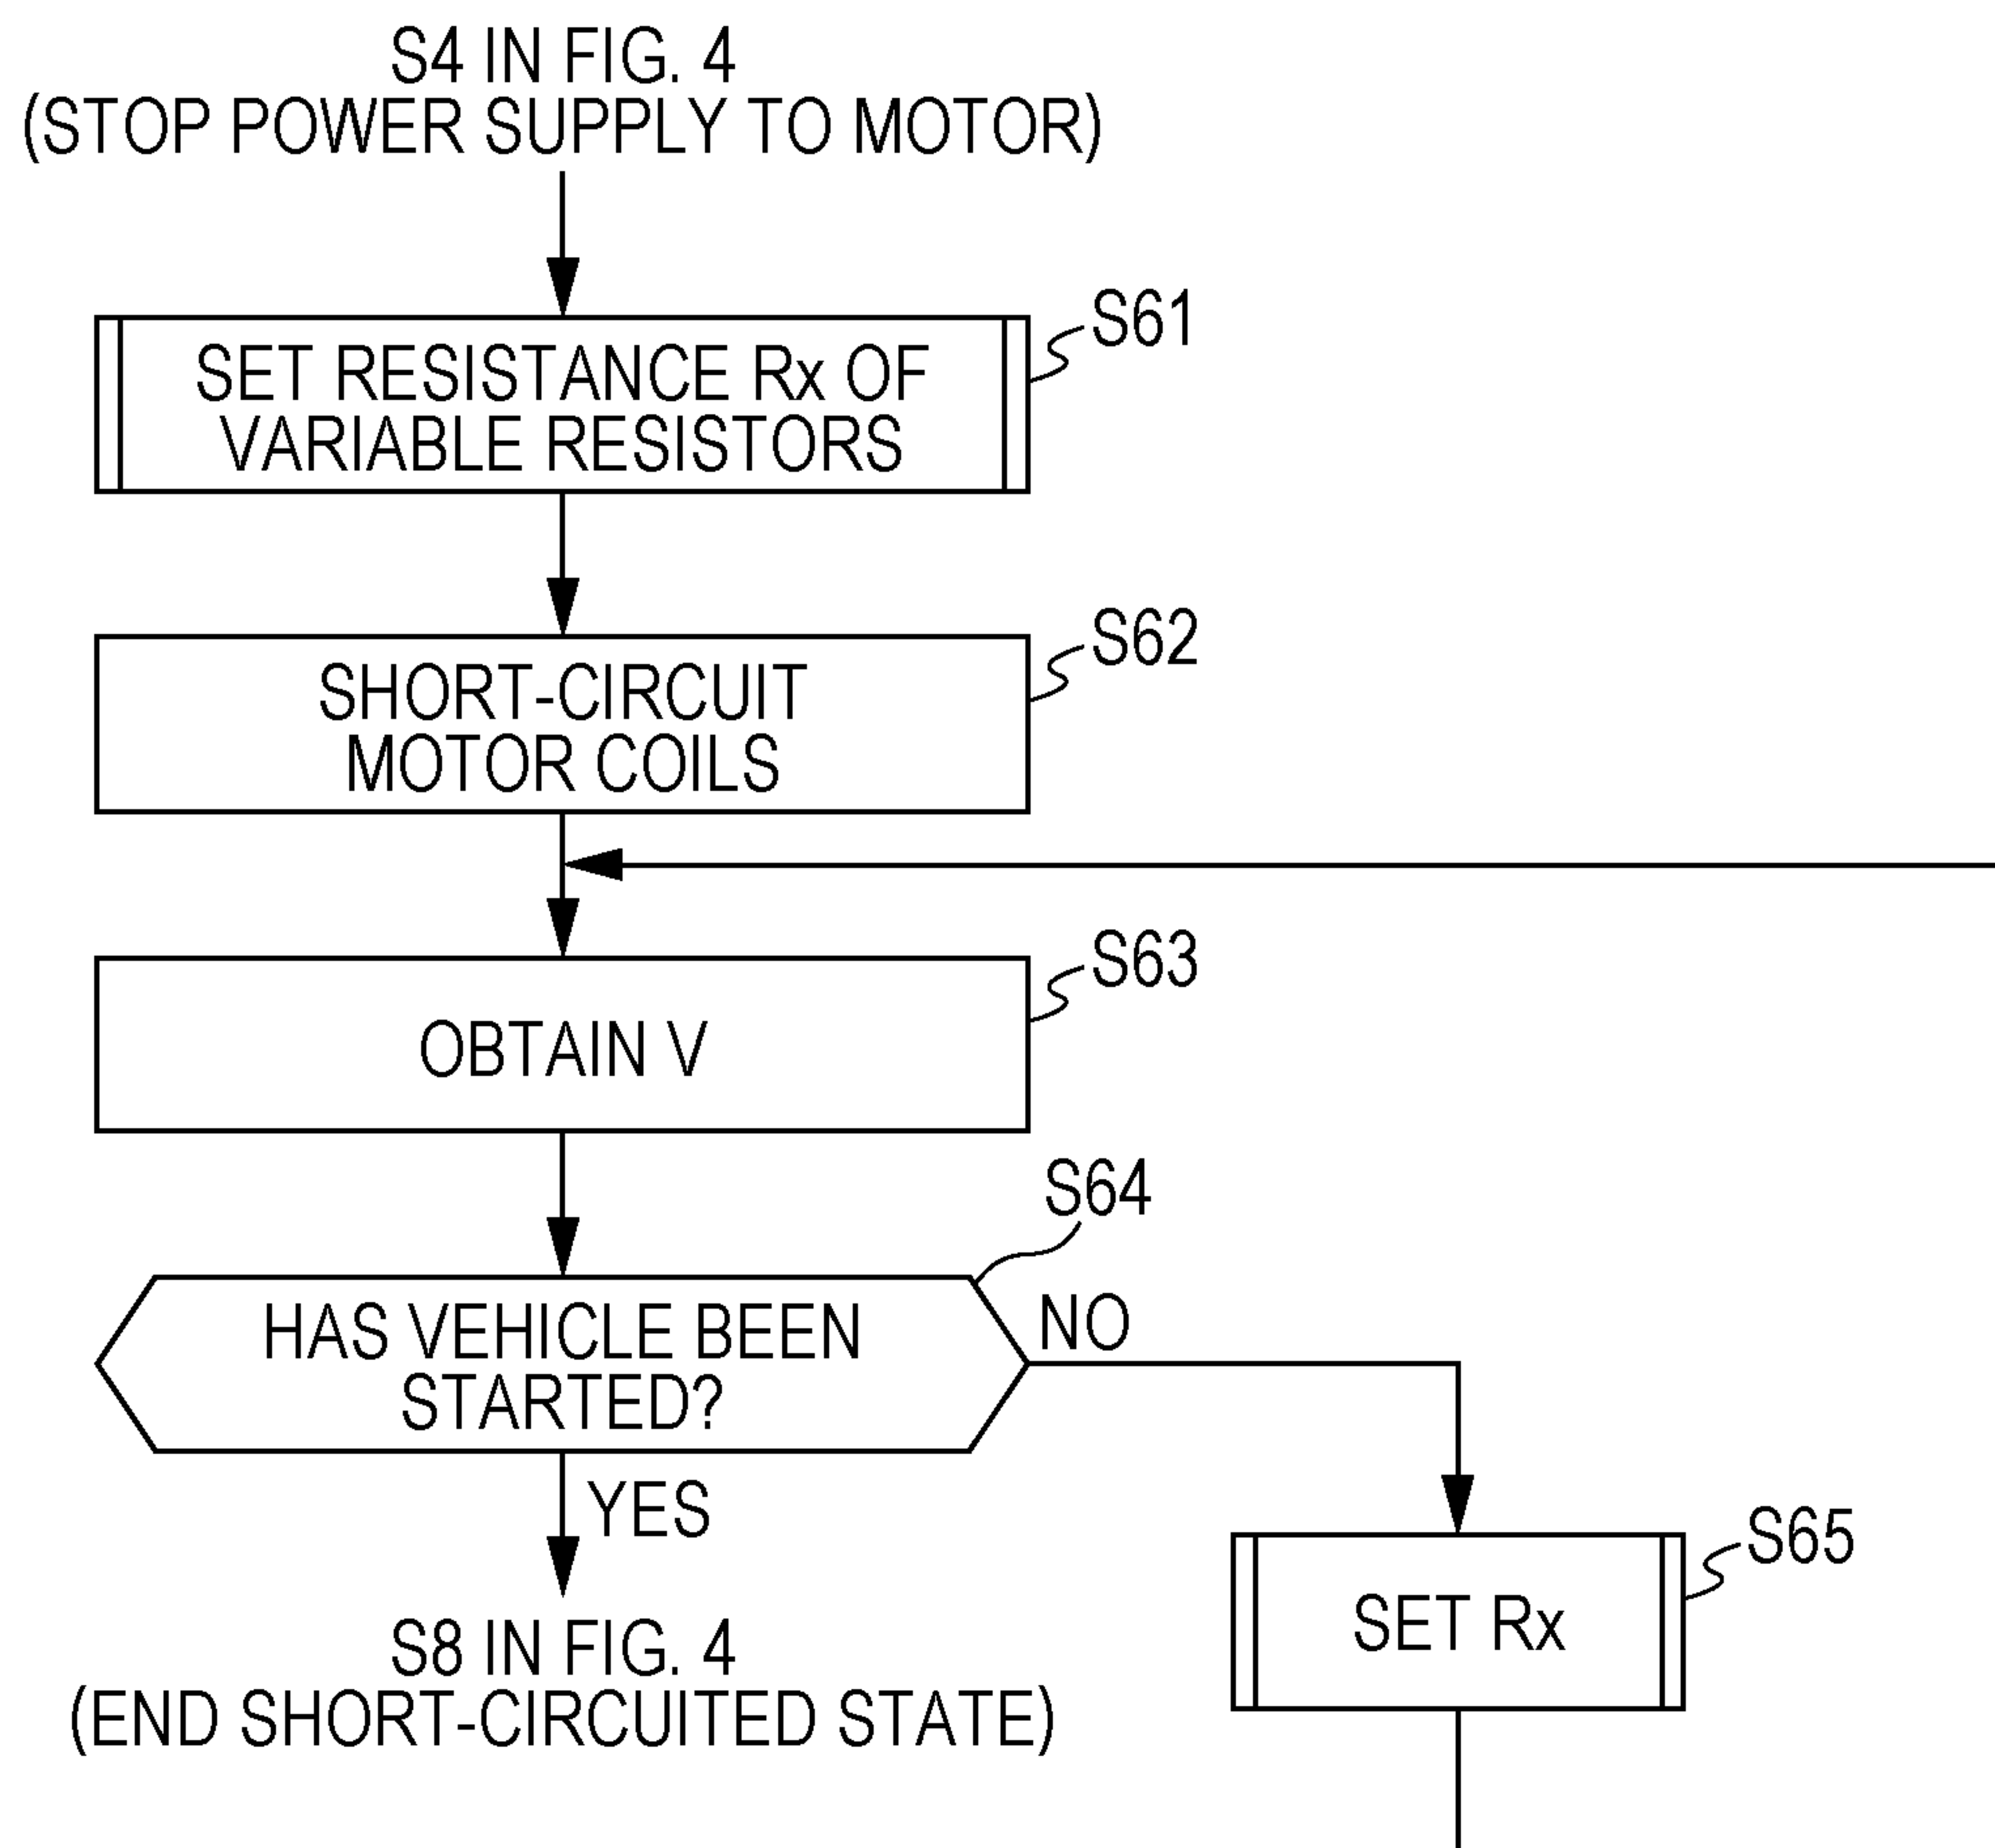 S4 IN FIG. 4
(STOP POWER SUPPLY TO MOTOR)
S61
SET RESISTANCE Rx OF
VARIABLE RESISTORS
S62
SHORT-CIRCUIT
MOTOR COILS
S63
OBTAIN V
S64
HAS VEHICLE BEEN
STARTED?
NO
YES
S65
SET Rx
S8 IN FIG. 4
(END SHORT-CIRCUITED STATE)